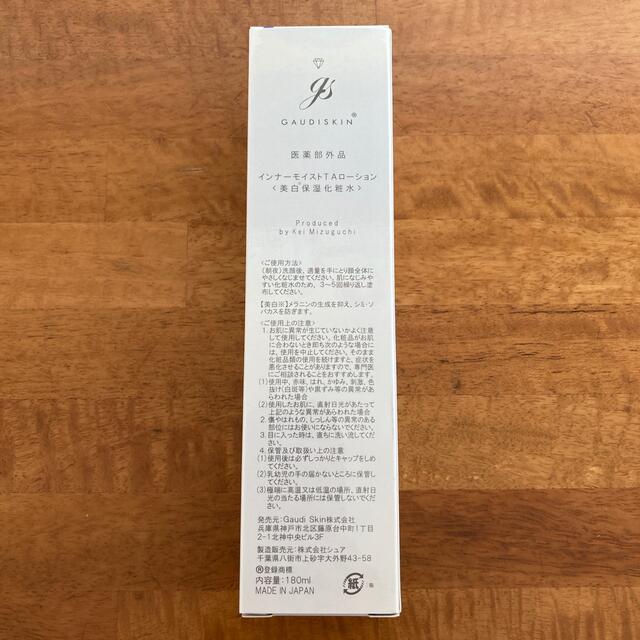 g's
GAUDISKIN®
医薬部外品
インナーモイストTAローション
〈美白 保湿化粧水〉
Produced
by Kei Mizuguchi
〈ご使用方法〉
(朝夜)洗顔後、適量を手にとり顔全体に
やさしくなじませてください。肌になじみや
すい化粧水のため、3〜5回繰り返し塗
布してください。
【美白※】メラニンの生成を抑え、シミ・ソ
バカスを防ぎます。
〈ご使用上の注意〉
1. お肌に異常が生じていないかよく注意
して使用してください。化粧品がお肌
に合わないとき即ち次のような場合に
は、使用を中止してください。そのまま
化粧品類の使用を続けますと、症状を
悪化させることがありますので、専門医
にご相談されることをおすすめします。
(1)使用中、赤味、はれ、かゆみ、刺激、色
抜け(白斑等)や黒ずみ等の異常があ
らわれた場合
(2)使用したお肌に、直射日光があたって
上記のような異常があらわれた場合
2. 傷やはれもの、しっしん等の異常のある
部位にはお使いにならないでください。
3. 目に入った時は、直ちに洗い流してくだ
さい。
4. 保管及び取扱い上の注意
(1)使用後は必ずしっかりとキャップをしめ
てください。
(2)乳幼児の手の届かないところに保管し
てください。
(3)極端に高温又は低温の場所、直射日
光の当たる場所には保管しないでくだ
さい。
発売元:Gaudi Skin株式会社
兵庫県神戸市北区藤原台中町1丁目
2-1北神中央ビル3F
製造販売元:株式会社シュア
千葉県八街市上砂字大外野43-58
Ⓡ登録商標
内容量:180ml
MADE IN JAPAN
紙